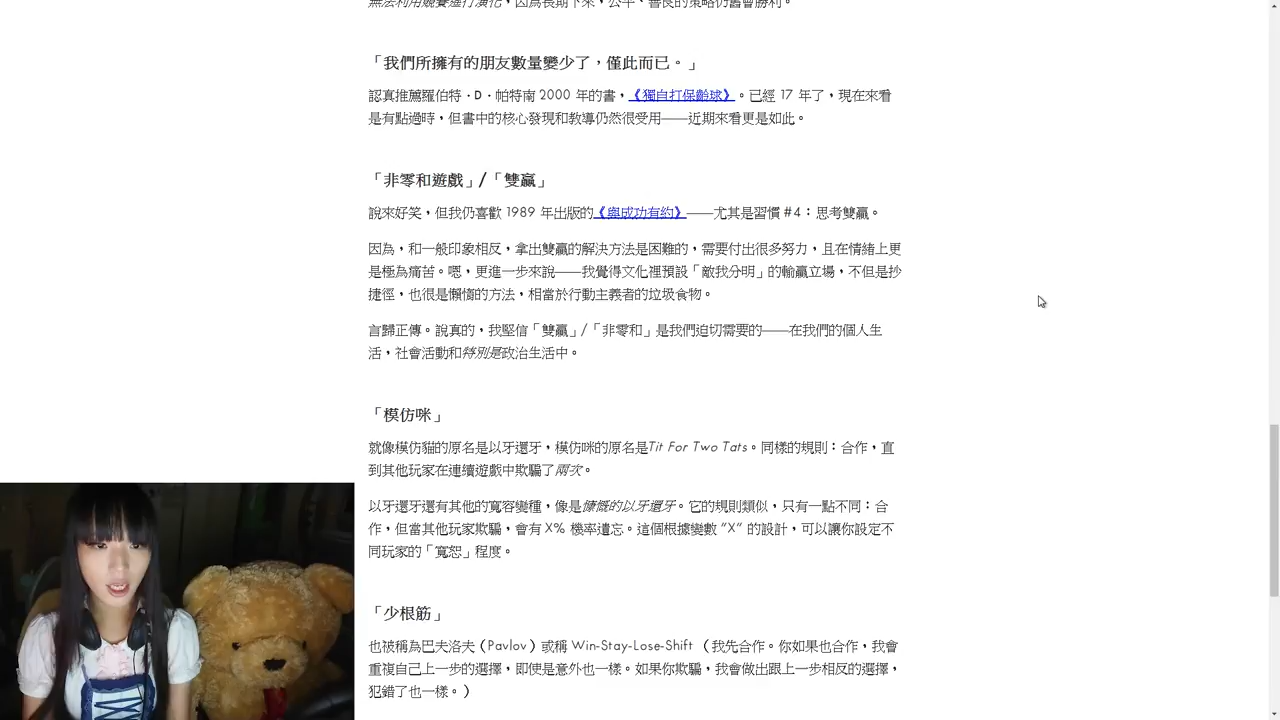 無法利用競賽進行演化，因為長期下來，公平、善良的策略仍舊會勝利。
「我們所擁有的朋友數量變少了，僅此而已。」
認真推薦羅伯特・D・帕特南 2000 年的書，《獨自打保齡球》。已經 17 年了，現在來看
是有點過時，但書中的核心發現和教導仍然很受用——近期來看更是如此。
「非零和遊戲」/「雙贏」
說來好笑，但我仍喜歡 1989 年出版的《與成功有約》——尤其是習慣 #4：思考雙贏。
因為，和一般印象相反，拿出雙贏的解決方法是困難的，需要付出很多努力，且在情緒上更
是極為痛苦。嗯，更進一步來說——我覺得文化裡預設「敵我分明」的輸贏立場，不但是抄
捷徑，也很是懶惰的方法，相當於行動主義者的垃圾食物。
言歸正傳。說真的，我堅信「雙贏」/「非零和」是我們迫切需要的——在我們的個人生
活，社會活動和特別是政治生活中。
「模仿咪」
就像模仿貓的原名是以牙還牙，模仿咪的原名是Tit For Two Tats。同樣的規則：合作，直
到其他玩家在連續遊戲中欺騙了兩次。
以牙還牙還有其他的寬容變種，像是慷慨的以牙還牙。它的規則類似，只有一點不同：合
作，但當其他玩家欺騙，會有 X% 機率遺忘。這個根據變數 "X" 的設計，可以讓你設定不
同玩家的「寬恕」程度。
「少根筋」
也被稱為巴夫洛夫（Pavlov）或稱 Win-Stay-Lose-Shift （我先合作。你如果也合作，我會
重複自己上一步的選擇，即使是意外也一樣。如果你欺騙，我會做出跟上一步相反的選擇，
犯錯了也一樣。）